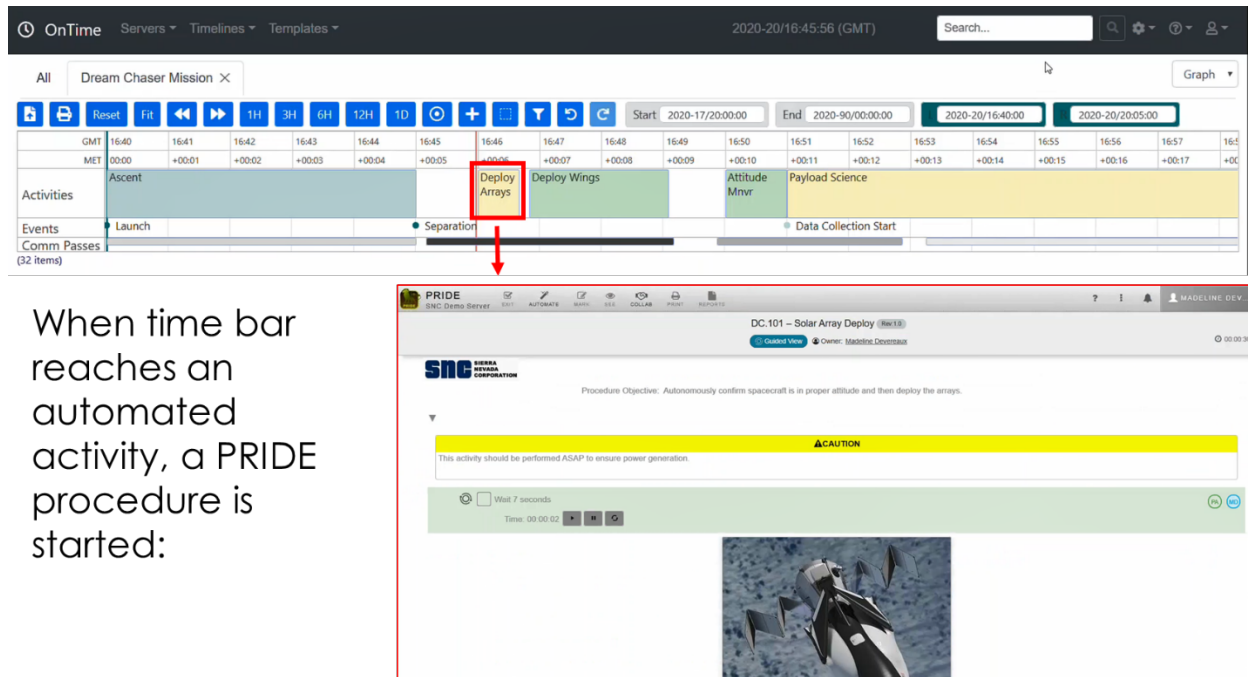 OnTime Servers Timelines Templates 2020-20/16:45:56 (GMT) Search...
All Dream Chaser Mission × Graph
Reset Fit 1H 3H 6H 12H 1D Start 2020-17/20:00:00 End 2020-90/00:00:00 2020-20/16:40:00 2020-20/20:05:00
GMT 16:40 16:41 16:42 16:43 16:44 16:45 16:46 16:47 16:48 16:49 16:50 16:51 16:52 16:53 16:54 16:55 16:56 16:57
MET 00:00 +00:01 +00:02 +00:03 +00:04 +00:05 +00:06 +00:07 +00:08 +00:09 +00:10 +00:11 +00:12 +00:13 +00:14 +00:15 +00:16 +00:17
Activities Ascent Deploy Arrays Deploy Wings Attitude Mnvr Payload Science
Events Launch Separation Data Collection Start
Comm Passes
(32 items)
When time bar
reaches an
automated
activity, a PRIDE
procedure is
started:
PRIDE
SNC Demo Server EDIT AUTOMATE MARK SEE COLLAB PRINT REPORTS ? MADELINE DEV...
DC.101 – Solar Array Deploy Rev 1.0
Guided View Owner: Madeline Devereaux
snc SIERRA NEVADA CORPORATION
Procedure Objective: Autonomously confirm spacecraft is in proper attitude and then deploy the arrays.
CAUTION
This activity should be performed ASAP to ensure power generation.
Wait 7 seconds PA MD
Time: 00:00:02